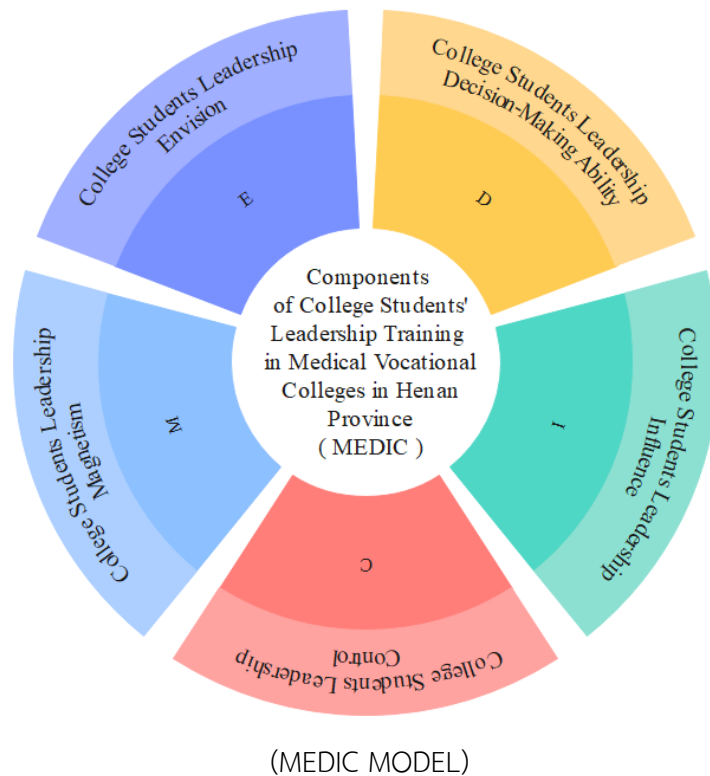 College Students Leadership
Envision
E
College Students Leadership
Decision-Making Ability
D
College Students Leadership
Magnetism
M
Components
of College Students'
Leadership Training
in Medical Vocational
Colleges in Henan
Province
( MEDIC )
College Students Leadership
Influence
I
C
College Students Leadership
Control
(MEDIC MODEL)